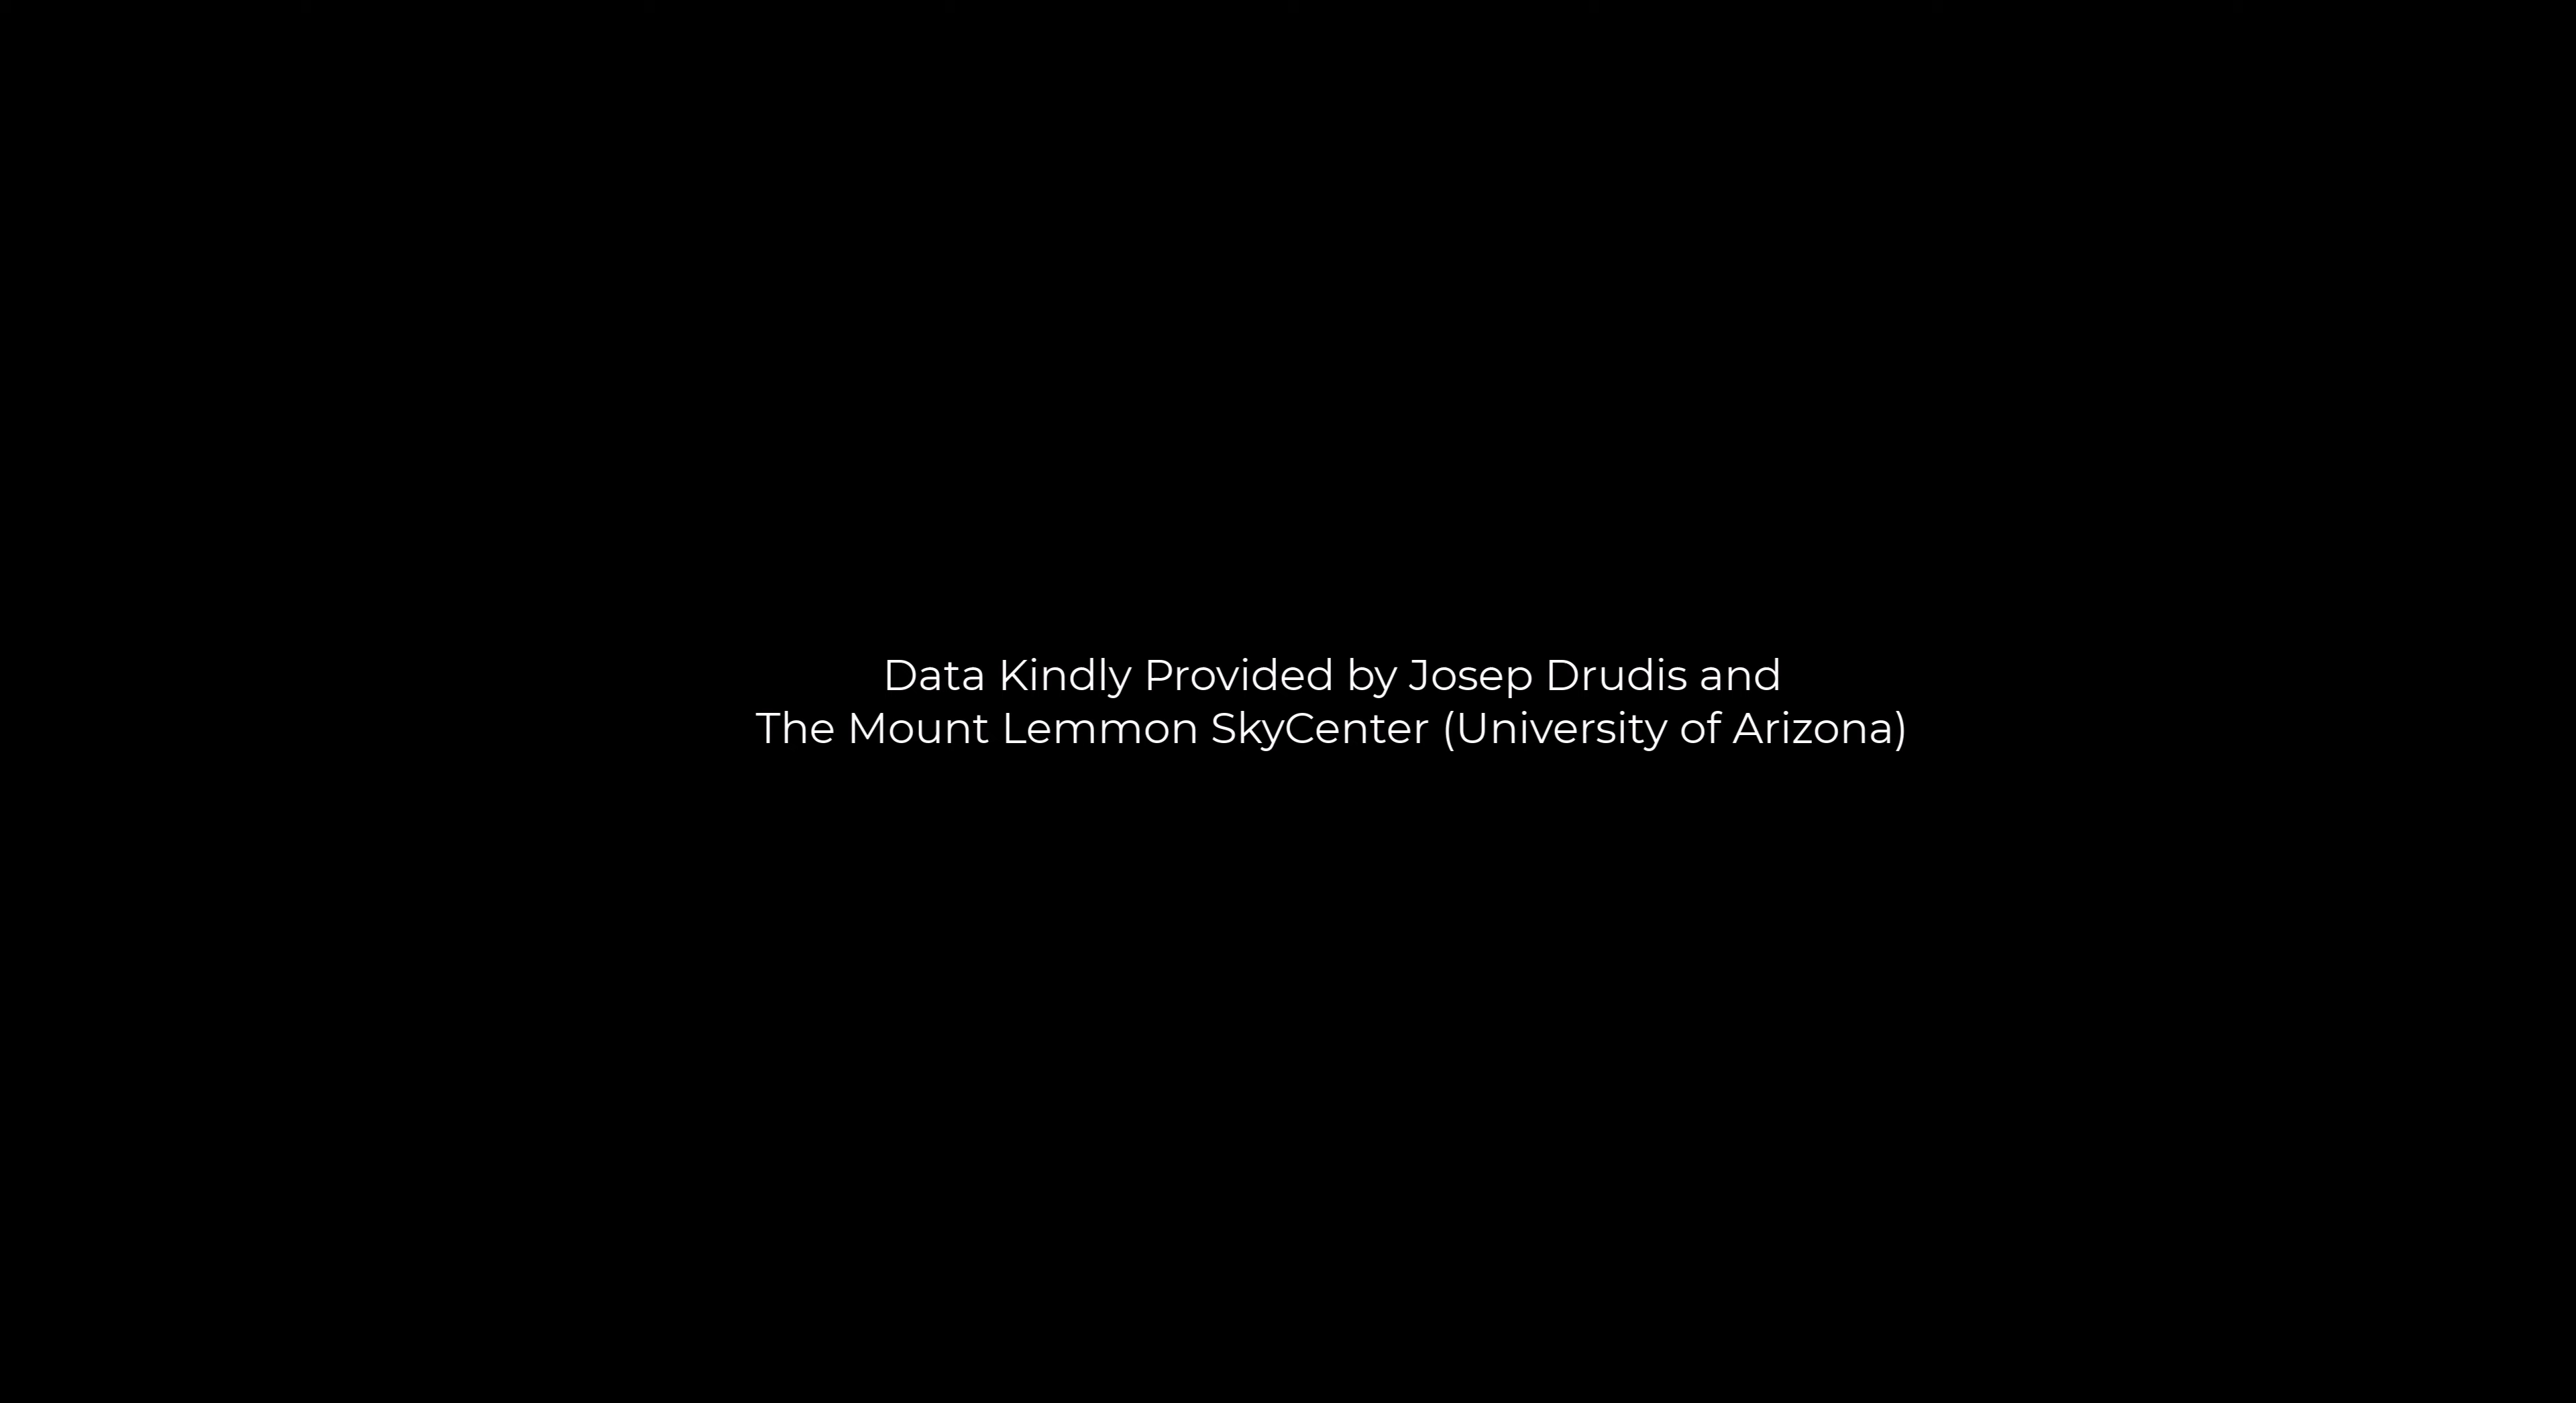 Data Kindly Provided by Josep Drudis and
The Mount Lemmon SkyCenter (University of Arizona)